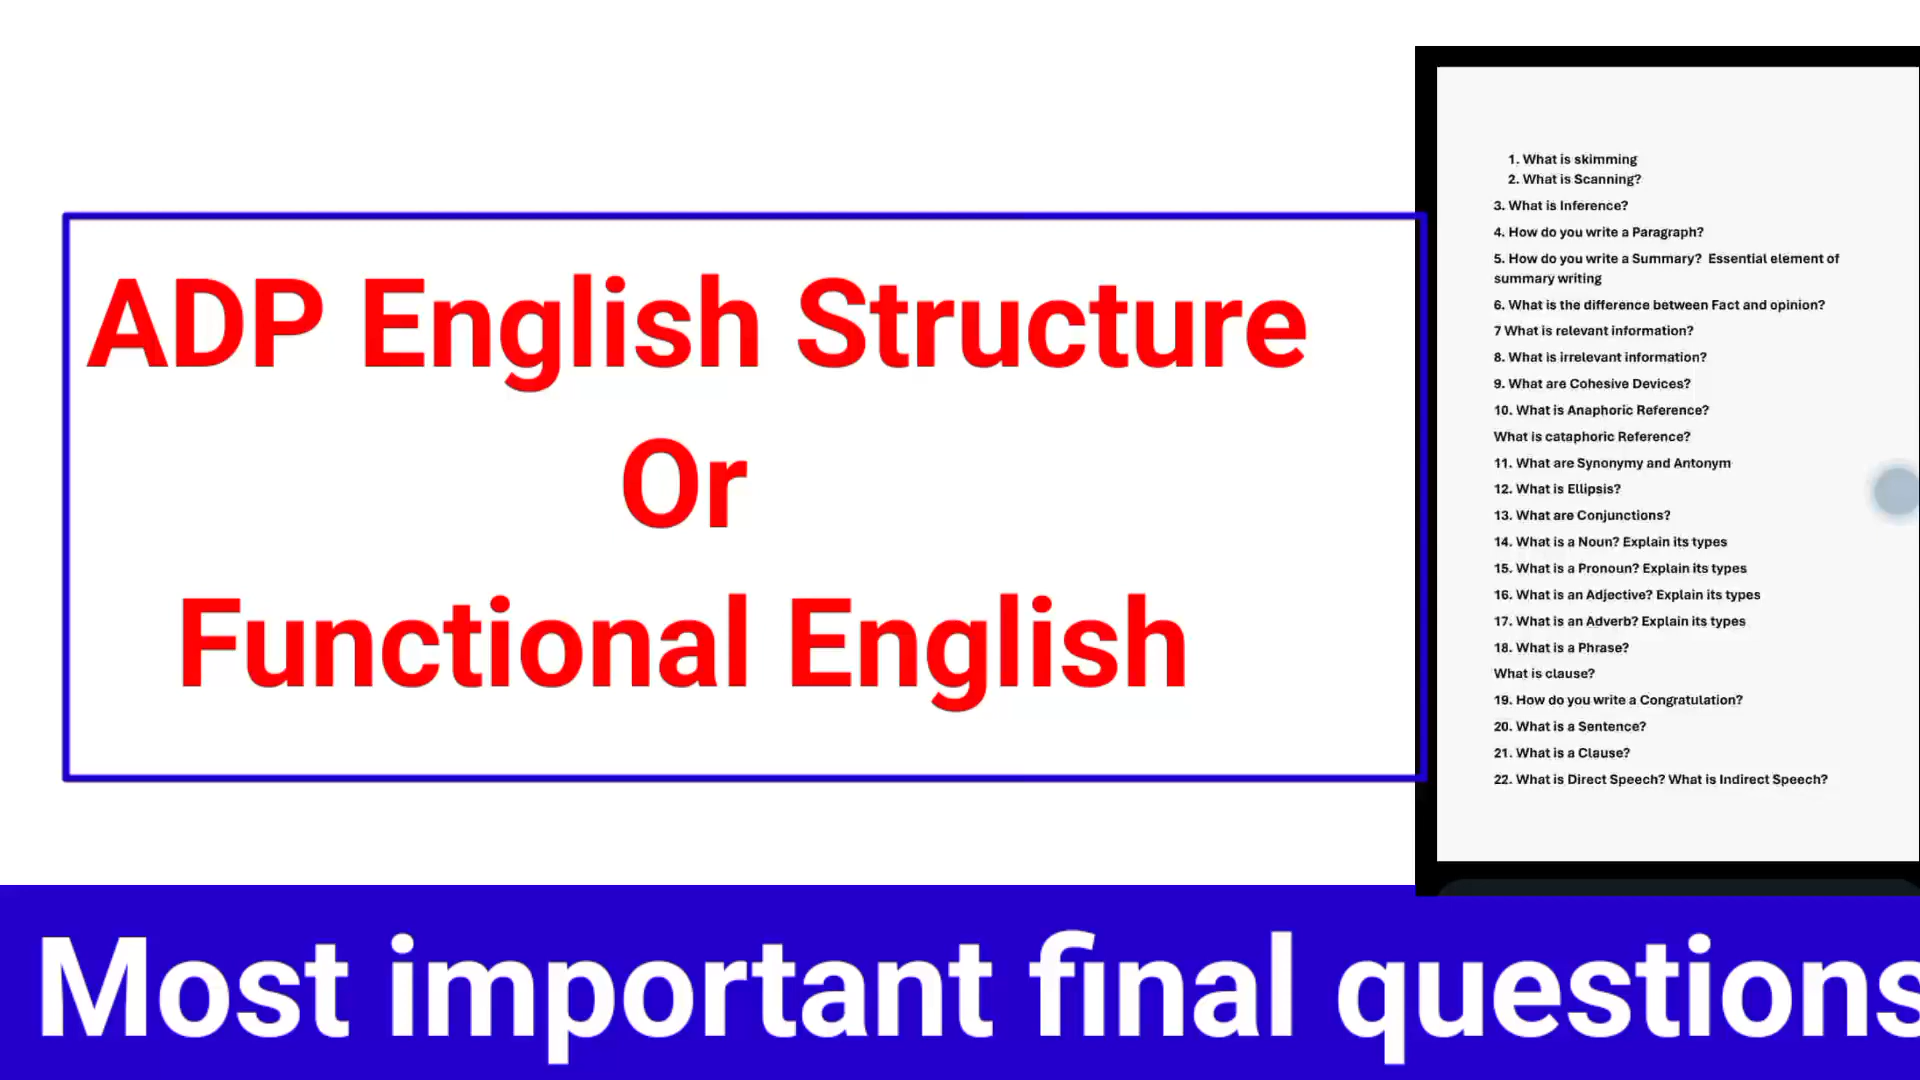 ADP English Structure
Or
Functional English
1. What is skimming
2. What is Scanning?
3. What is Inference?
4. How do you write a Paragraph?
5. How do you write a Summary?  Essential element of
summary writing
6. What is the difference between Fact and opinion?
7 What is relevant information?
8. What is irrelevant information?
9. What are Cohesive Devices?
10. What is Anaphoric Reference?
What is cataphoric Reference?
11. What are Synonymy and Antonym
12. What is Ellipsis?
13. What are Conjunctions?
14. What is a Noun? Explain its types
15. What is a Pronoun? Explain its types
16. What is an Adjective? Explain its types
17. What is an Adverb? Explain its types
18. What is a Phrase?
What is clause?
19. How do you write a Congratulation?
20. What is a Sentence?
21. What is a Clause?
22. What is Direct Speech? What is Indirect Speech?
Most important final questions